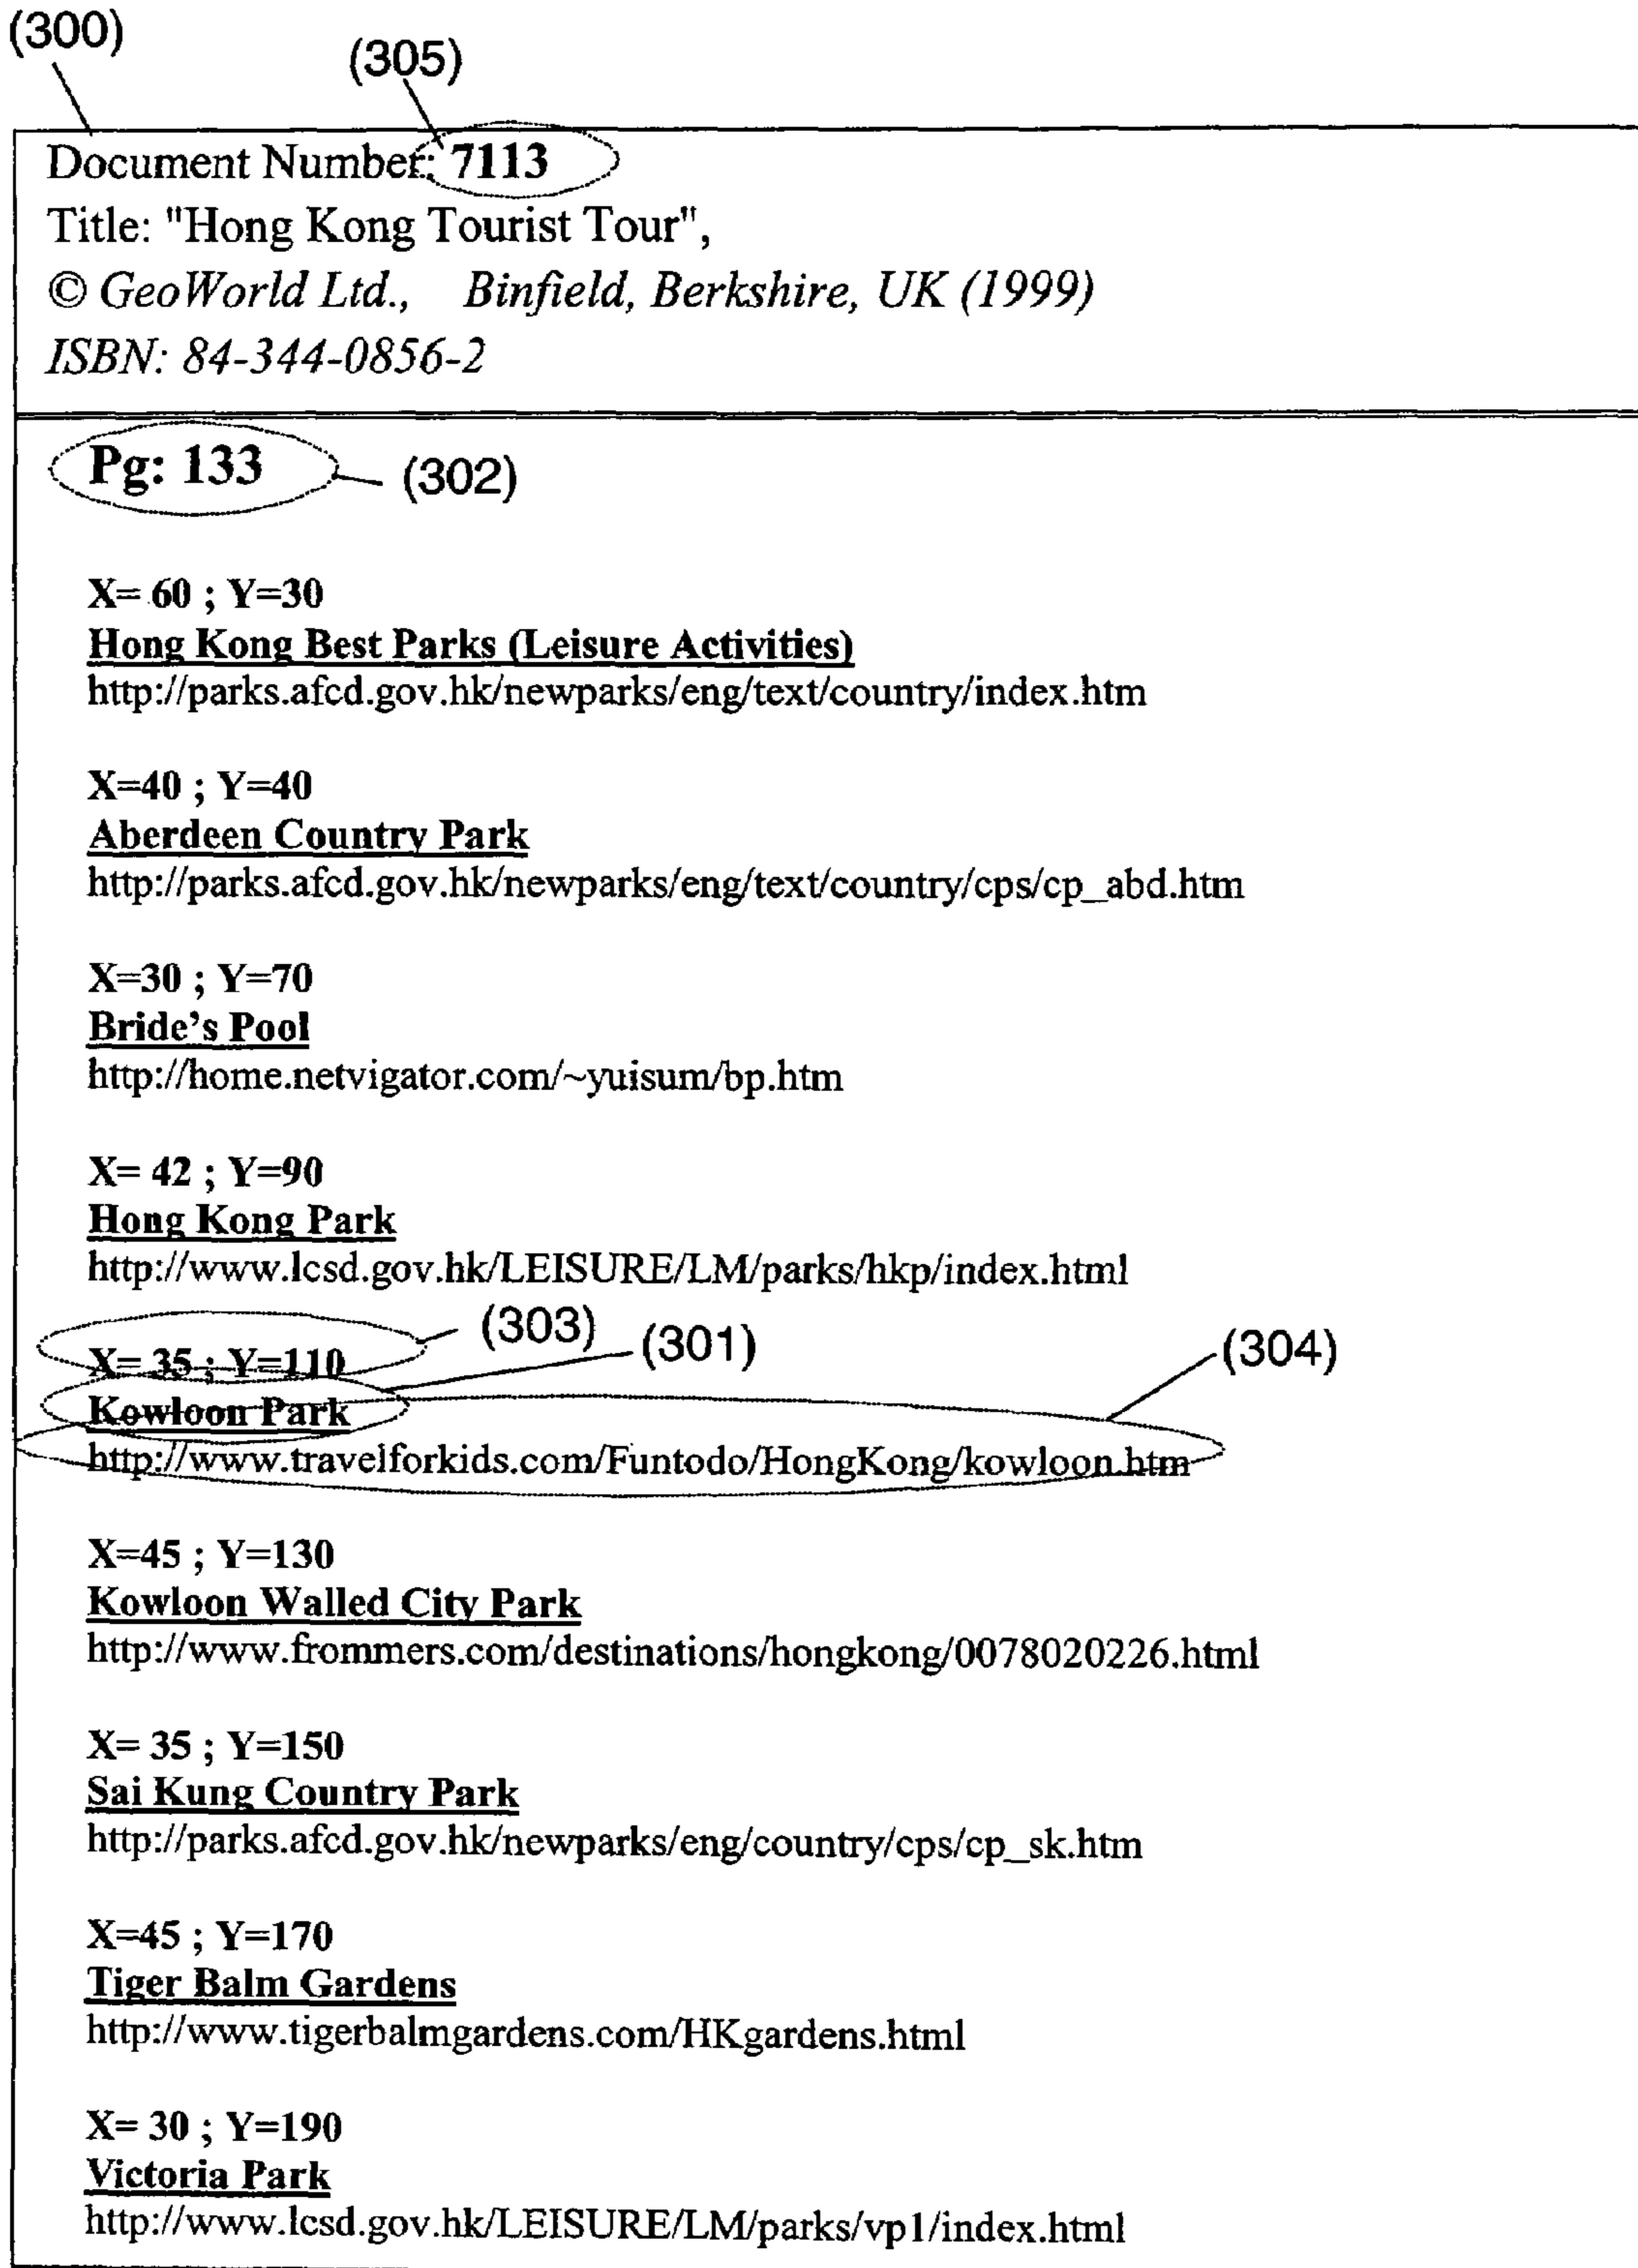 (300)
(305)
Document Number: 7113
Title: "Hong Kong Tourist Tour",
© GeoWorld Ltd., Binfield, Berkshire, UK (1999)
ISBN: 84-344-0856-2
Pg: 133
(302)
X= 60 ; Y=30
Hong Kong Best Parks (Leisure Activities)
http://parks.afcd.gov.hk/newparks/eng/text/country/index.htm
X=40 ; Y=40
Aberdeen Country Park
http://parks.afcd.gov.hk/newparks/eng/text/country/cps/cp_abd.htm
X=30 ; Y=70
Bride's Pool
http://home.netvigator.com/~yuisum/bp.htm
X= 42 ; Y=90
Hong Kong Park
http://www.lcsd.gov.hk/LEISURE/LM/parks/hkp/index.html
(303)
(301)
(304)
X= 35 ; Y=110
Kowloon Park
http://www.travelforkids.com/Funtodo/HongKong/kowloon.htm
X=45 ; Y=130
Kowloon Walled City Park
http://www.frommers.com/destinations/hongkong/0078020226.html
X= 35 ; Y=150
Sai Kung Country Park
http://parks.afcd.gov.hk/newparks/eng/country/cps/cp_sk.htm
X=45 ; Y=170
Tiger Balm Gardens
http://www.tigerbalmgardens.com/HKgardens.html
X= 30 ; Y=190
Victoria Park
http://www.lcsd.gov.hk/LEISURE/LM/parks/vp1/index.html